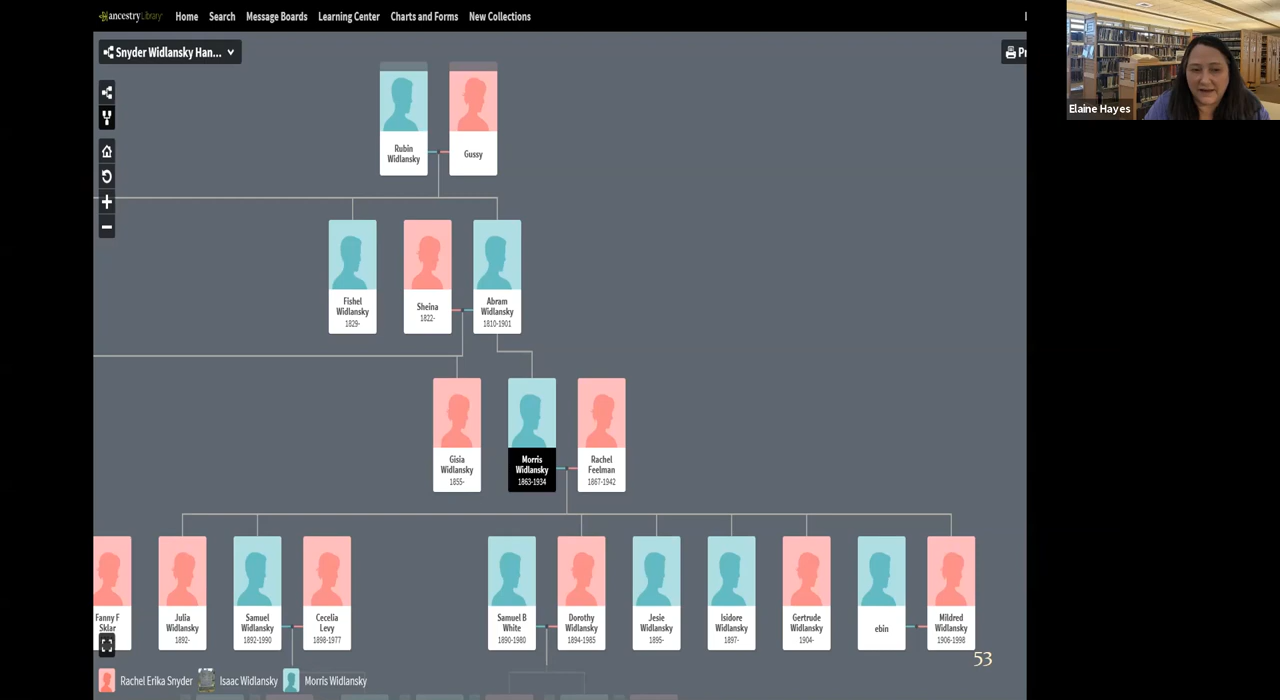 ancestryLibrary Home Search Message Boards Learning Center Charts and Forms New Collections
Snyder Widlansky Han...
Elaine Hayes
Rubin
Widlansky
Gussy
Fishel
Widlansky
1829-
Sheina
1822-
Abram
Widlansky
1810-1901
Gisia
Widlansky
1855-
Morris
Widlansky
1863-1934
Rachel
Feelman
1867-1942
Fanny F
Sklar
Julia
Widlansky
1892-
Samuel
Widlansky
1892-1990
Cecelia
Levy
1898-1977
Samuel B
White
1890-1980
Dorothy
Widlansky
1894-1985
Jesie
Widlansky
1895-
Isidore
Widlansky
1897-
Gertrude
Widlansky
1904-
ebin
Mildred
Widlansky
1906-1998
53
Rachel Erika Snyder Isaac Widlansky Morris Widlansky